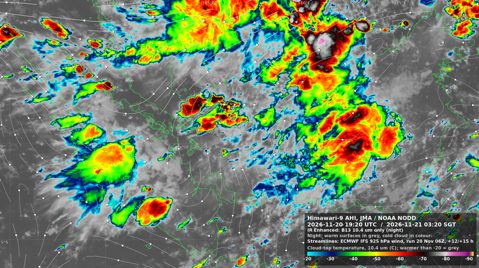 Himawari-9 AHI, JMA / NOAA NODD
2026-11-20 19:20 UTC / 2026-11-21 03:20 SGT
IR Enhanced: B13 10.4 um only (night)
Night: warm surfaces in grey, cold cloud in colour.
Streamlines: ECMWF IFS 925 hPa wind, run 20 Nov 06Z, +12/+15 h
Cloud-top temperature, 10.4 um (C); warmer than -20 = grey
-20 -30 -40 -50 -60 -70 -80 -90